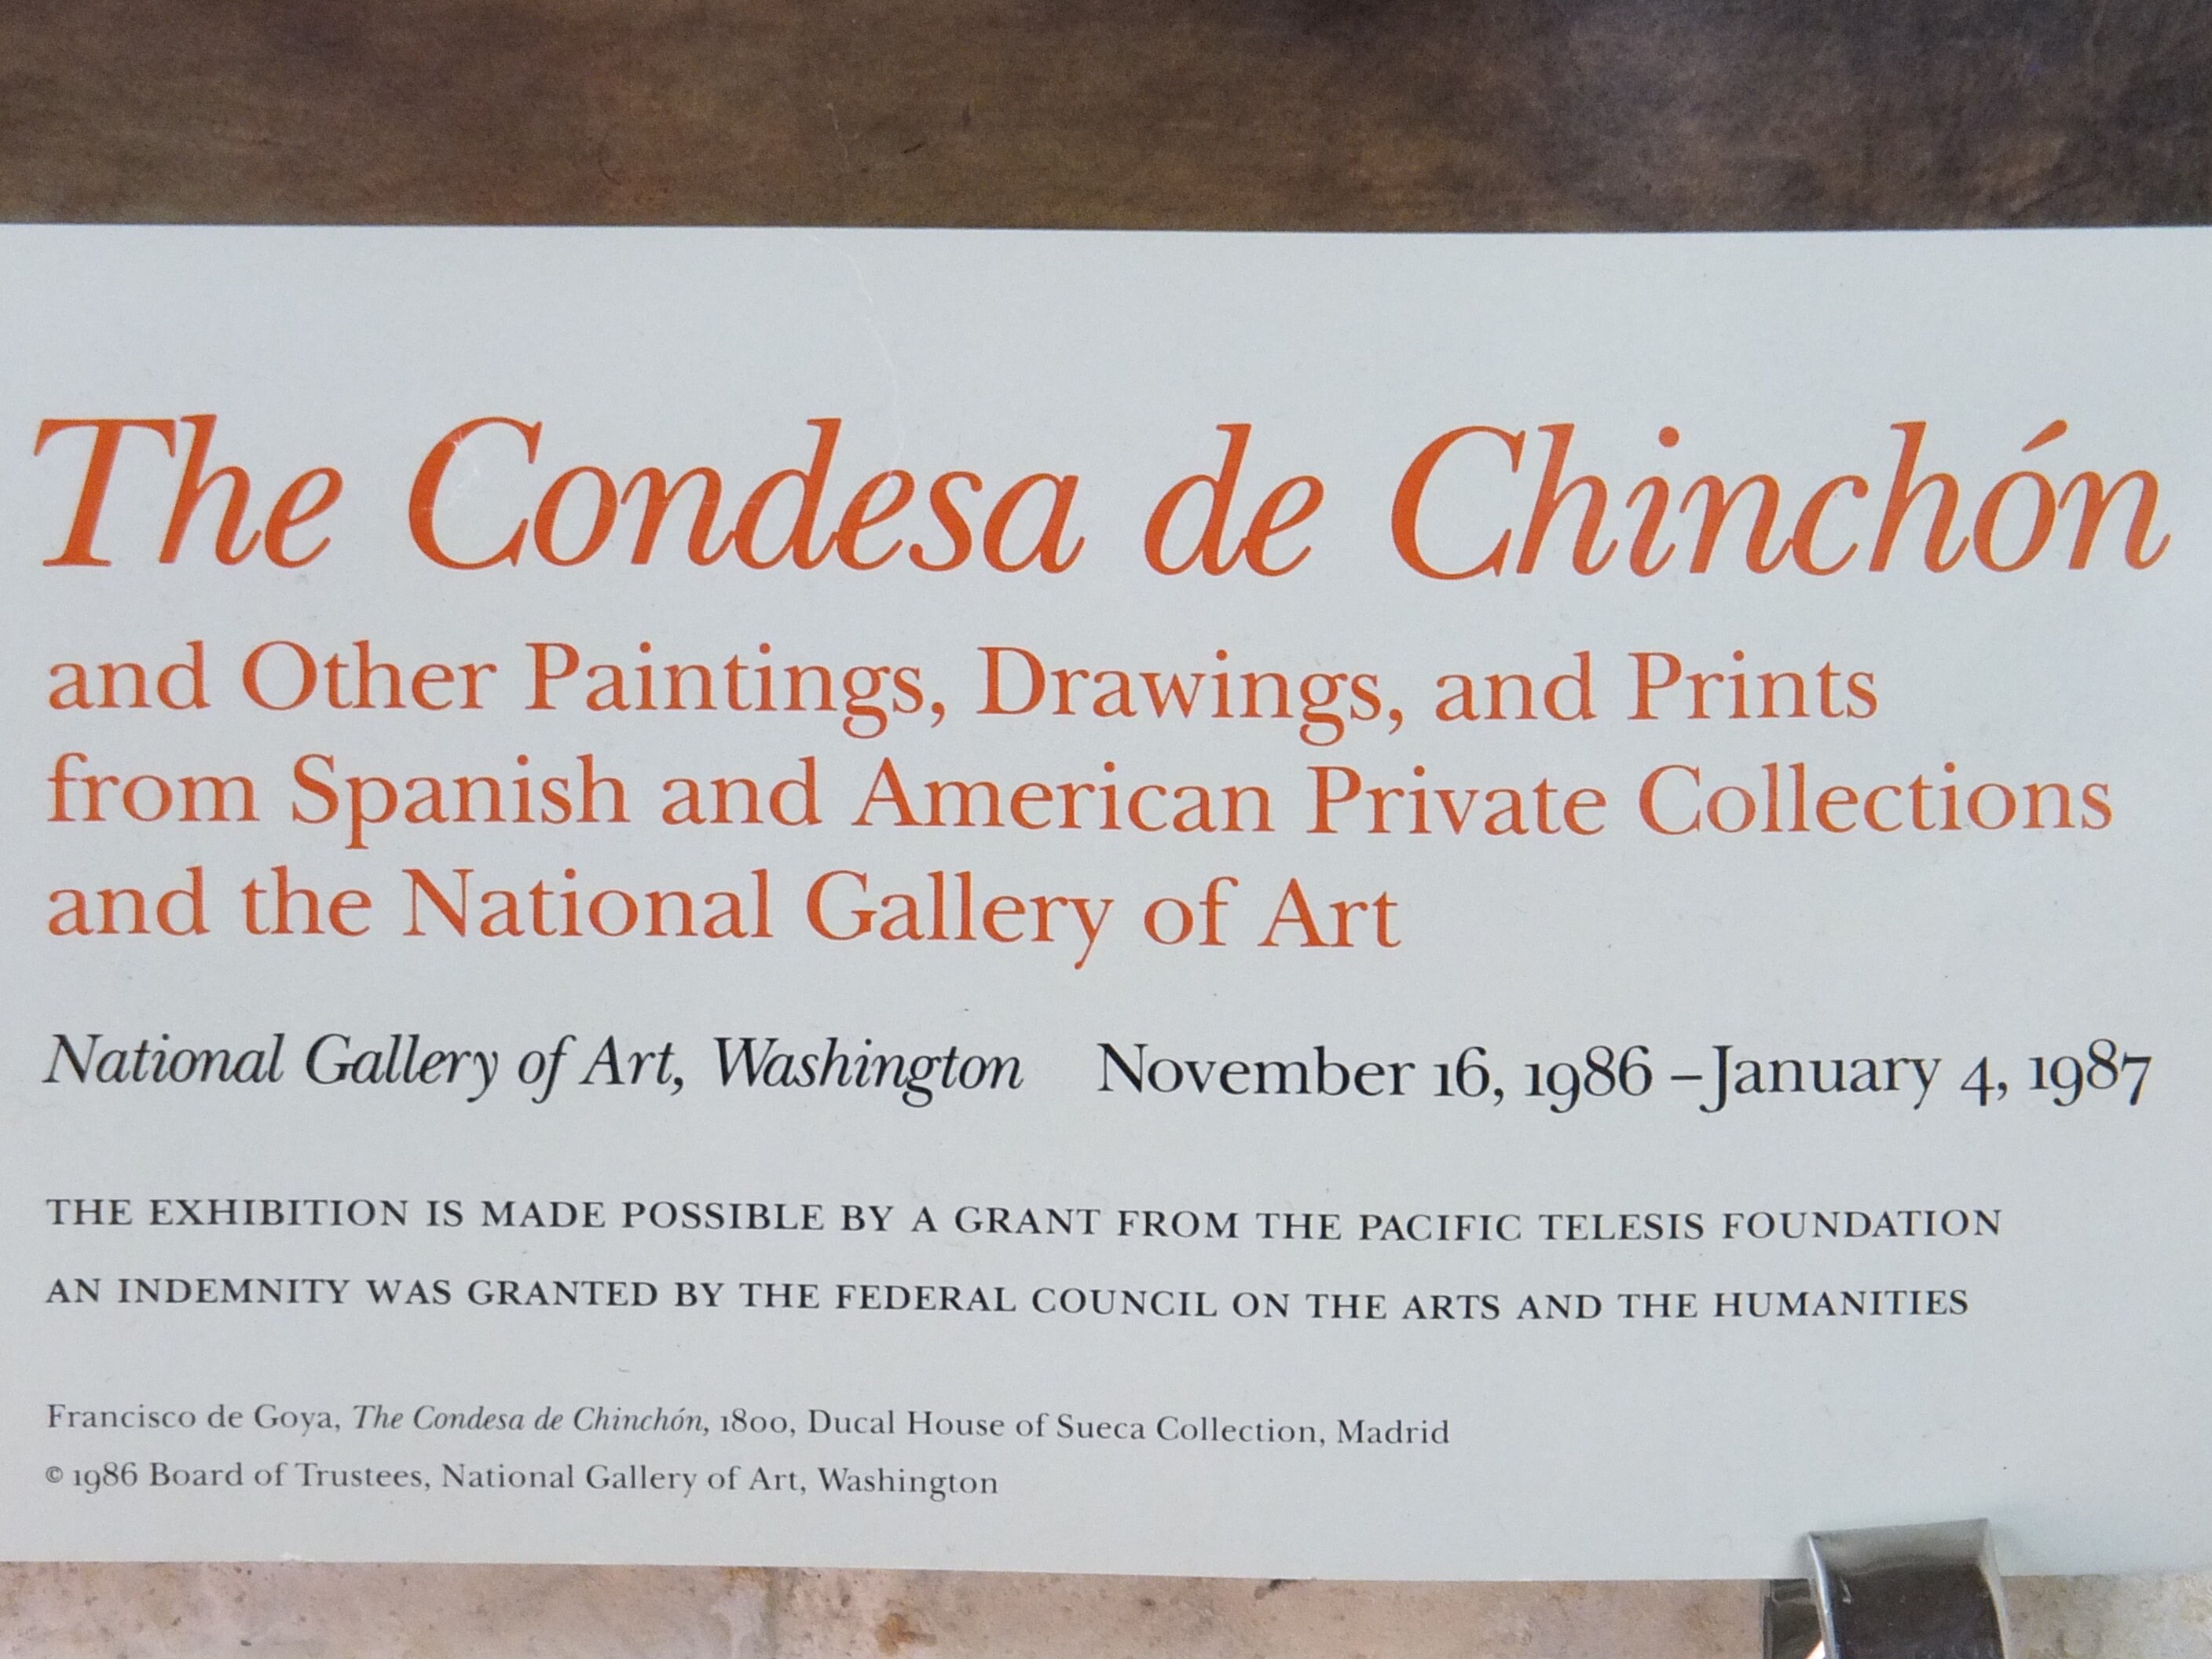 The Condesa de Chinchón
and Other Paintings, Drawings, and Prints
from Spanish and American Private Collections
and the National Gallery of Art
National Gallery of Art, Washington November 16, 1986 – January 4, 1987
THE EXHIBITION IS MADE POSSIBLE BY A GRANT FROM THE PACIFIC TELESIS FOUNDATION
AN INDEMNITY WAS GRANTED BY THE FEDERAL COUNCIL ON THE ARTS AND THE HUMANITIES
Francisco de Goya, The Condesa de Chinchón, 1800, Ducal House of Sueca Collection, Madrid
© 1986 Board of Trustees, National Gallery of Art, Washington